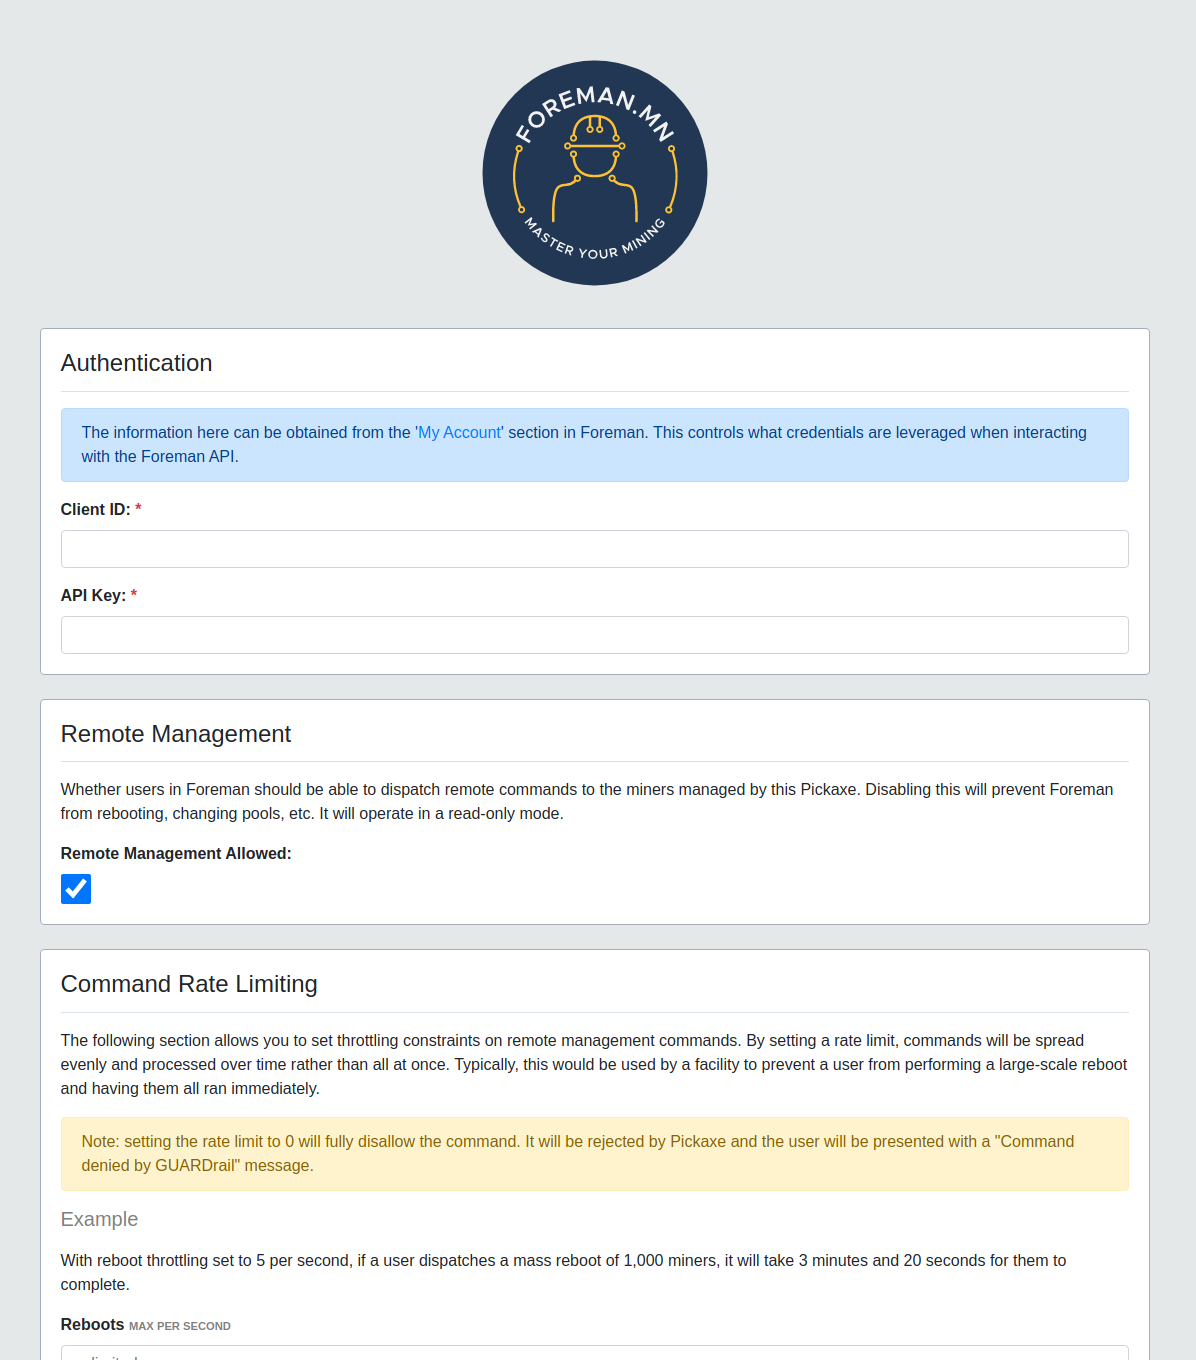 FOREMAN.MN
MASTER YOUR MINING
Authentication
The information here can be obtained from the 'My Account' section in Foreman. This controls what credentials are leveraged when interacting
with the Foreman API.
Client ID: *
API Key: *
Remote Management
Whether users in Foreman should be able to dispatch remote commands to the miners managed by this Pickaxe. Disabling this will prevent Foreman
from rebooting, changing pools, etc. It will operate in a read-only mode.
Remote Management Allowed:
Command Rate Limiting
The following section allows you to set throttling constraints on remote management commands. By setting a rate limit, commands will be spread
evenly and processed over time rather than all at once. Typically, this would be used by a facility to prevent a user from performing a large-scale reboot
and having them all ran immediately.
Note: setting the rate limit to 0 will fully disallow the command. It will be rejected by Pickaxe and the user will be presented with a "Command
denied by GUARDrail" message.
Example
With reboot throttling set to 5 per second, if a user dispatches a mass reboot of 1,000 miners, it will take 3 minutes and 20 seconds for them to
complete.
Reboots MAX PER SECOND